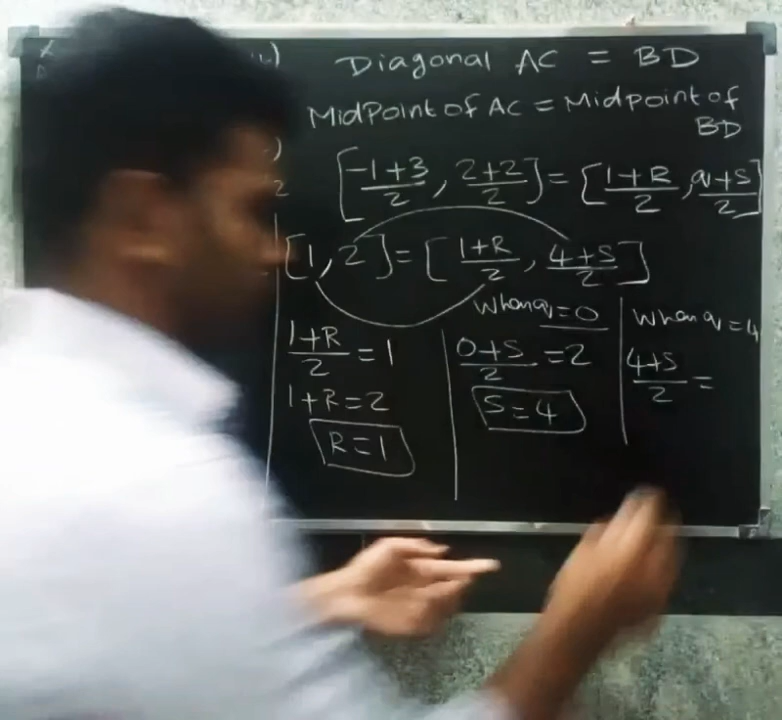 Diagonal AC = BD
MidPoint of AC = Midpoint of BD
[-1+3/2, 2+2/2] = [1+R/2, q+S/2]
[1, 2] = [1+R/2, 4+S/2]
1+R/2 = 1
1+R = 2
R = 1
When q = 0
0+S/2 = 2
S = 4
When q = 4
4+S/2 =